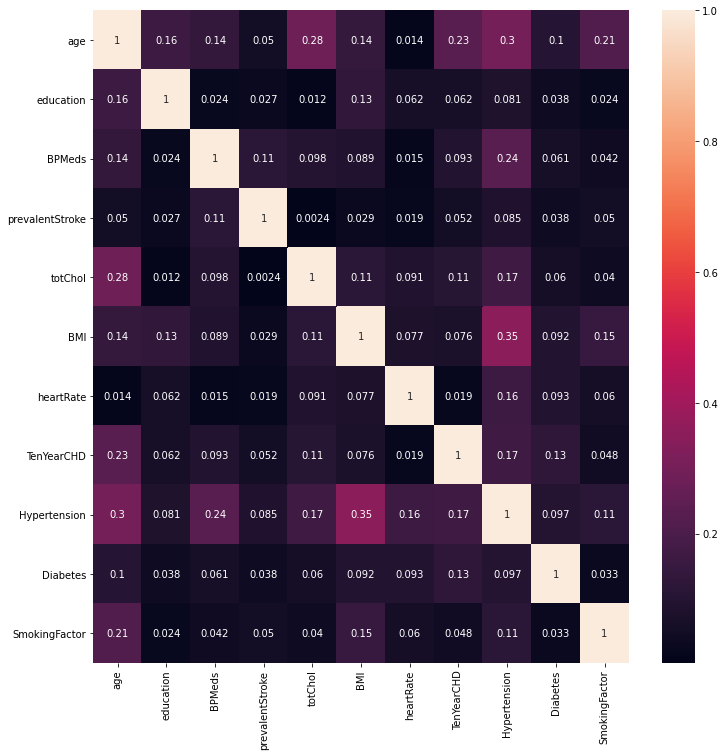 1.0
age 1 0.16 0.14 0.05 0.28 0.14 0.014 0.23 0.3 0.1 0.21
education 0.16 1 0.024 0.027 0.012 0.13 0.062 0.062 0.081 0.038 0.024
0.8
BPMeds 0.14 0.024 1 0.11 0.098 0.089 0.015 0.093 0.24 0.061 0.042
prevalentStroke 0.05 0.027 0.11 1 0.0024 0.029 0.019 0.052 0.085 0.038 0.05
0.6
totChol 0.28 0.012 0.098 0.0024 1 0.11 0.091 0.11 0.17 0.06 0.04
BMI 0.14 0.13 0.089 0.029 0.11 1 0.077 0.076 0.35 0.092 0.15
heartRate 0.014 0.062 0.015 0.019 0.091 0.077 1 0.019 0.16 0.093 0.06
0.4
TenYearCHD 0.23 0.062 0.093 0.052 0.11 0.076 0.019 1 0.17 0.13 0.048
Hypertension 0.3 0.081 0.24 0.085 0.17 0.35 0.16 0.17 1 0.097 0.11
0.2
Diabetes 0.1 0.038 0.061 0.038 0.06 0.092 0.093 0.13 0.097 1 0.033
SmokingFactor 0.21 0.024 0.042 0.05 0.04 0.15 0.06 0.048 0.11 0.033 1
age
education
BPMeds
prevalentStroke
totChol
BMI
heartRate
TenYearCHD
Hypertension
Diabetes
SmokingFactor